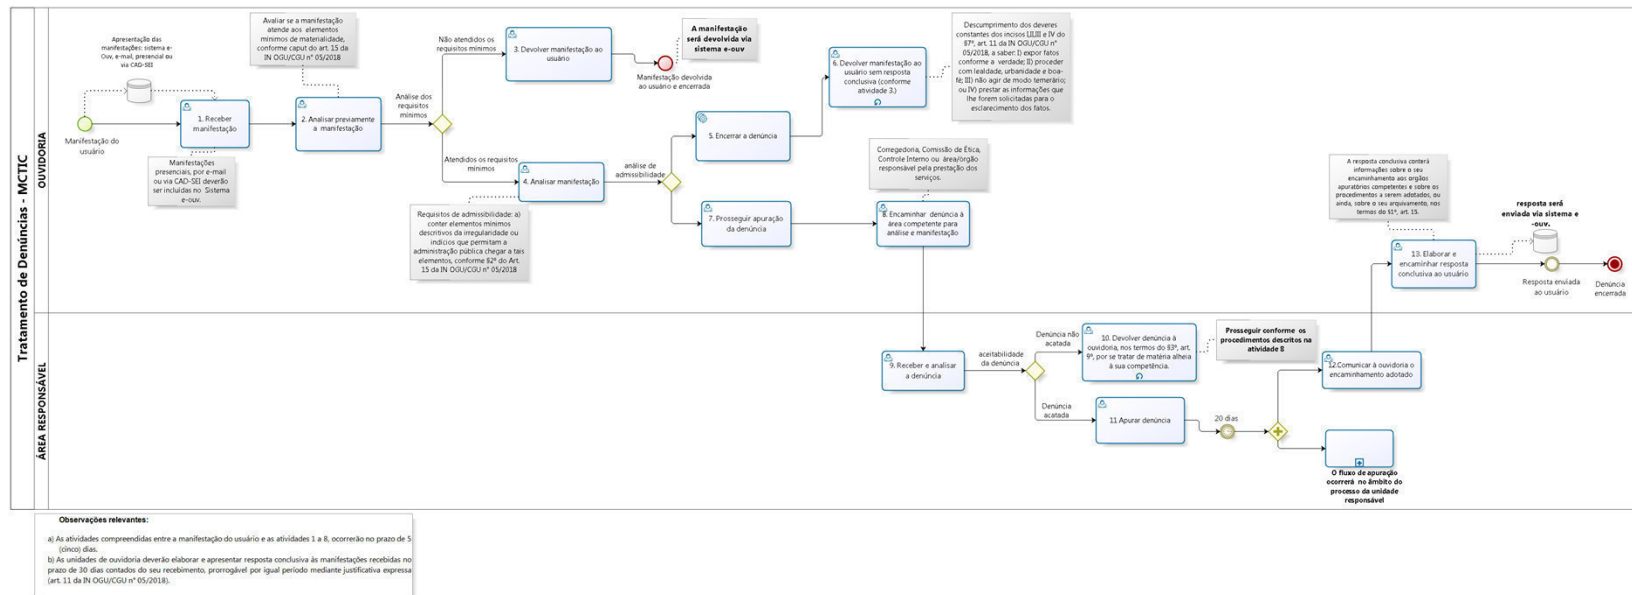 Tratamento de Denúncias - MCTIC
OUVIDORIA
Apresentação das
manifestações: sistema e-
Ouv, e-mail, presencial ou
via CAD-SEI
Manifestação do
usuário
1. Receber
manifestação
Manifestações
presenciais, por e-mail
ou via CAD-SEI deverão
ser incluídas no Sistema
e-ouv.
Avaliar se a manifestação
atende aos elementos
mínimos de materialidade,
conforme caput do art. 15 da
IN OGU/CGU n° 05/2018
2. Analisar previamente
a manifestação
Análise dos
requisitos
mínimos
Não atendidos os
requisitos mínimos
3. Devolver manifestação ao
usuário
Manifestação devolvida
ao usuário e encerrada
A manifestação
será devolvida via
sistema e-ouv
Atendidos os requisitos
mínimos
4. Analisar manifestação
Requisitos de admissibilidade: a)
conter elementos mínimos
descritivos da irregularidade ou
indícios que permitam a
administração pública chegar a tais
elementos, conforme §2º do Art.
15 da IN OGU/CGU n° 05/2018
análise de
admissibilidade
5. Encerrar a denúncia
6. Devolver manifestação ao
usuário sem resposta
conclusiva (conforme
atividade 3.)
Descumprimento dos deveres
constantes dos incisos I,II,III e IV do
§7º, art. 11 da IN OGU/CGU n°
05/2018, a saber: I) expor fatos
conforme a verdade; II) proceder
com lealdade, urbanidade e boa-
fé; III) não agir de modo temerário;
ou IV) prestar as informações que
lhe forem solicitadas para o
esclarecimento dos fatos.
7. Prosseguir apuração
da denúncia
Corregedoria, Comissão de Ética,
Controle Interno ou área/órgão
responsável pela prestação dos
serviços.
8. Encaminhar denúncia à
área competente para
análise e manifestação
A resposta conclusiva conterá
informações sobre o seu
encaminhamento aos orgãos
apuratórios competentes e sobre os
procedimentos a serem adotados, ou
ainda, sobre o seu arquivamento, nos
termos do §1º, art. 15.
13. Elaborar e
encaminhar resposta
conclusiva ao usuário
resposta será
enviada via sistema e
-ouv.
Resposta enviada
ao usuário
Denúncia
encerrada
ÁREA RESPONSÁVEL
9. Receber e analisar
a denúncia
aceitabilidade
da denúncia
Denúncia não
acatada
10. Devolver denúncia à
ouvidoria, nos termos do §3º, art.
9º, por se tratar de matéria alheia
à sua competência.
Prosseguir conforme os
procedimentos descritos na
atividade 8
Denúncia
acatada
11 Apurar denúncia
20 dias
12.Comunicar à ouvidoria o
encaminhamento adotado
O fluxo de apuração
ocorrerá no âmbito do
processo da unidade
responsável
Observações relevantes:
a) As atividades compreendidas entre a manifestação do usuário e as atividades 1 a 8, ocorrerão no prazo de 5
(cinco) dias.
b) As unidades de ouvidoria deverão elaborar e apresentar resposta conclusiva às manifestações recebidas no
prazo de 30 dias contados do seu recebimento, prorrogável por igual período mediante justificativa expressa
(art. 11 da IN OGU/CGU n° 05/2018).